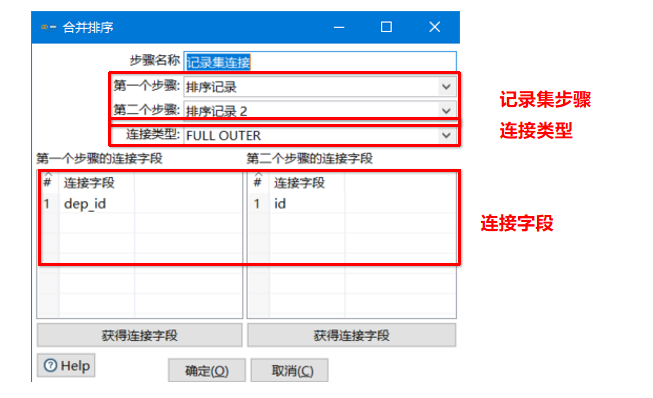 合并排序
步骤名称 记录集连接
第一个步骤: 排序记录
第二个步骤: 排序记录 2
连接类型: FULL OUTER
记录集步骤
连接类型
第一个步骤的连接字段 第二个步骤的连接字段
# 连接字段 # 连接字段
1 dep_id 1 id
连接字段
获得连接字段 获得连接字段
? Help 确定(O) 取消(C)